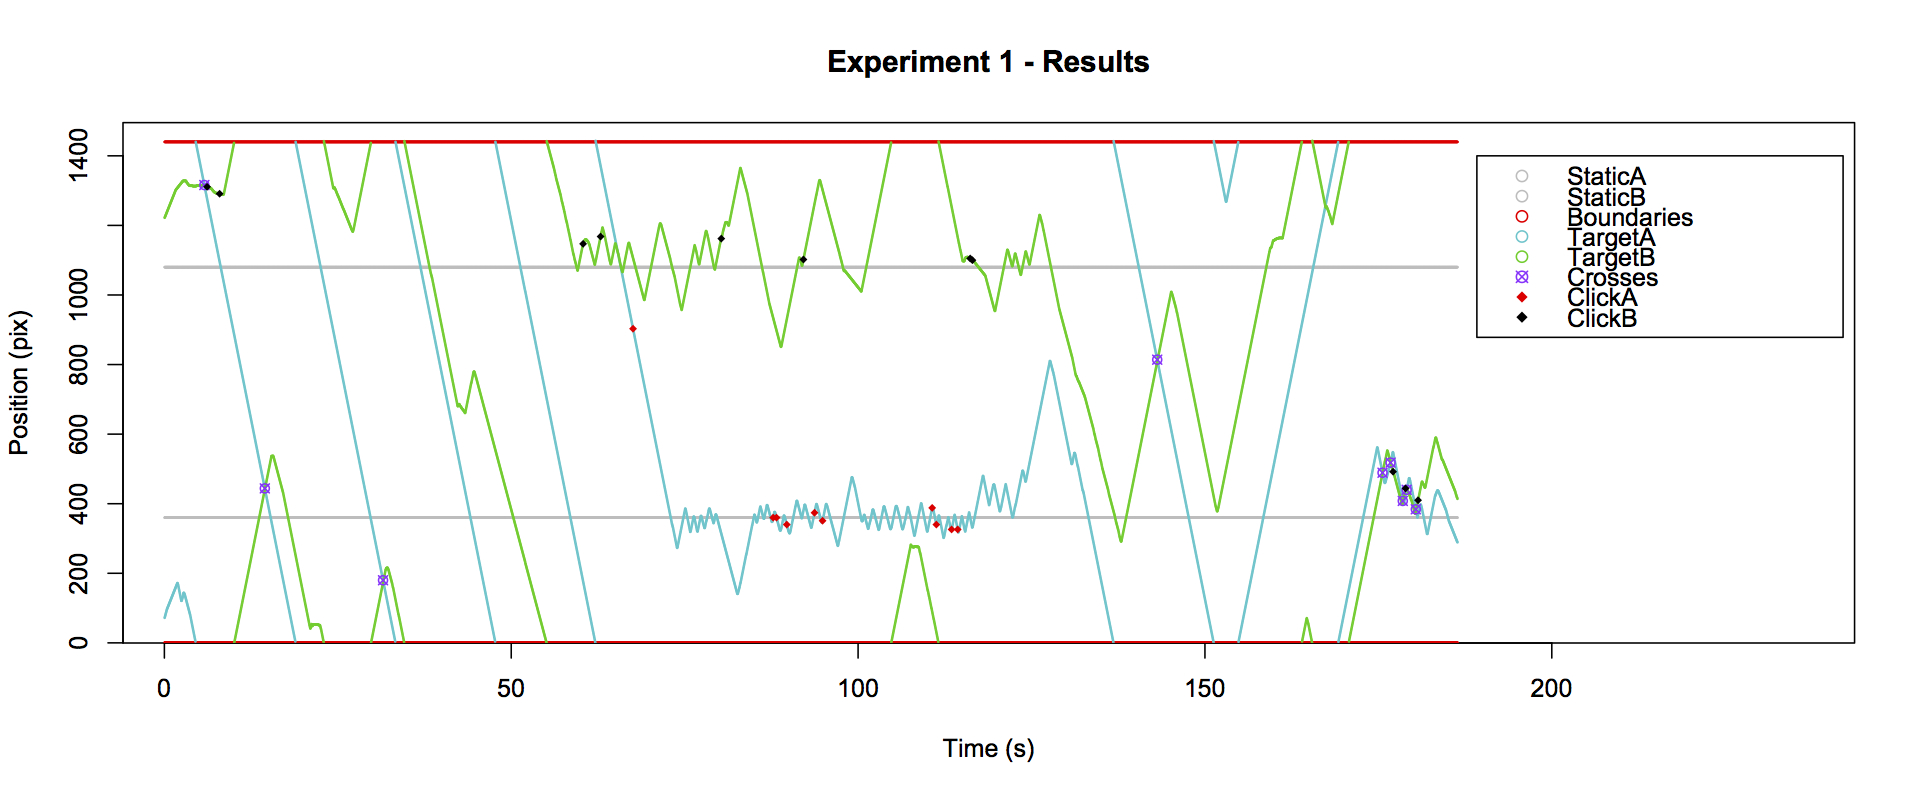 Experiment 1 - Results
Position (pix)
1400
1000
800
600
400
200
0
StaticA
StaticB
Boundaries
TargetA
TargetB
Crosses
ClickA
ClickB
0 50 100 150 200
Time (s)